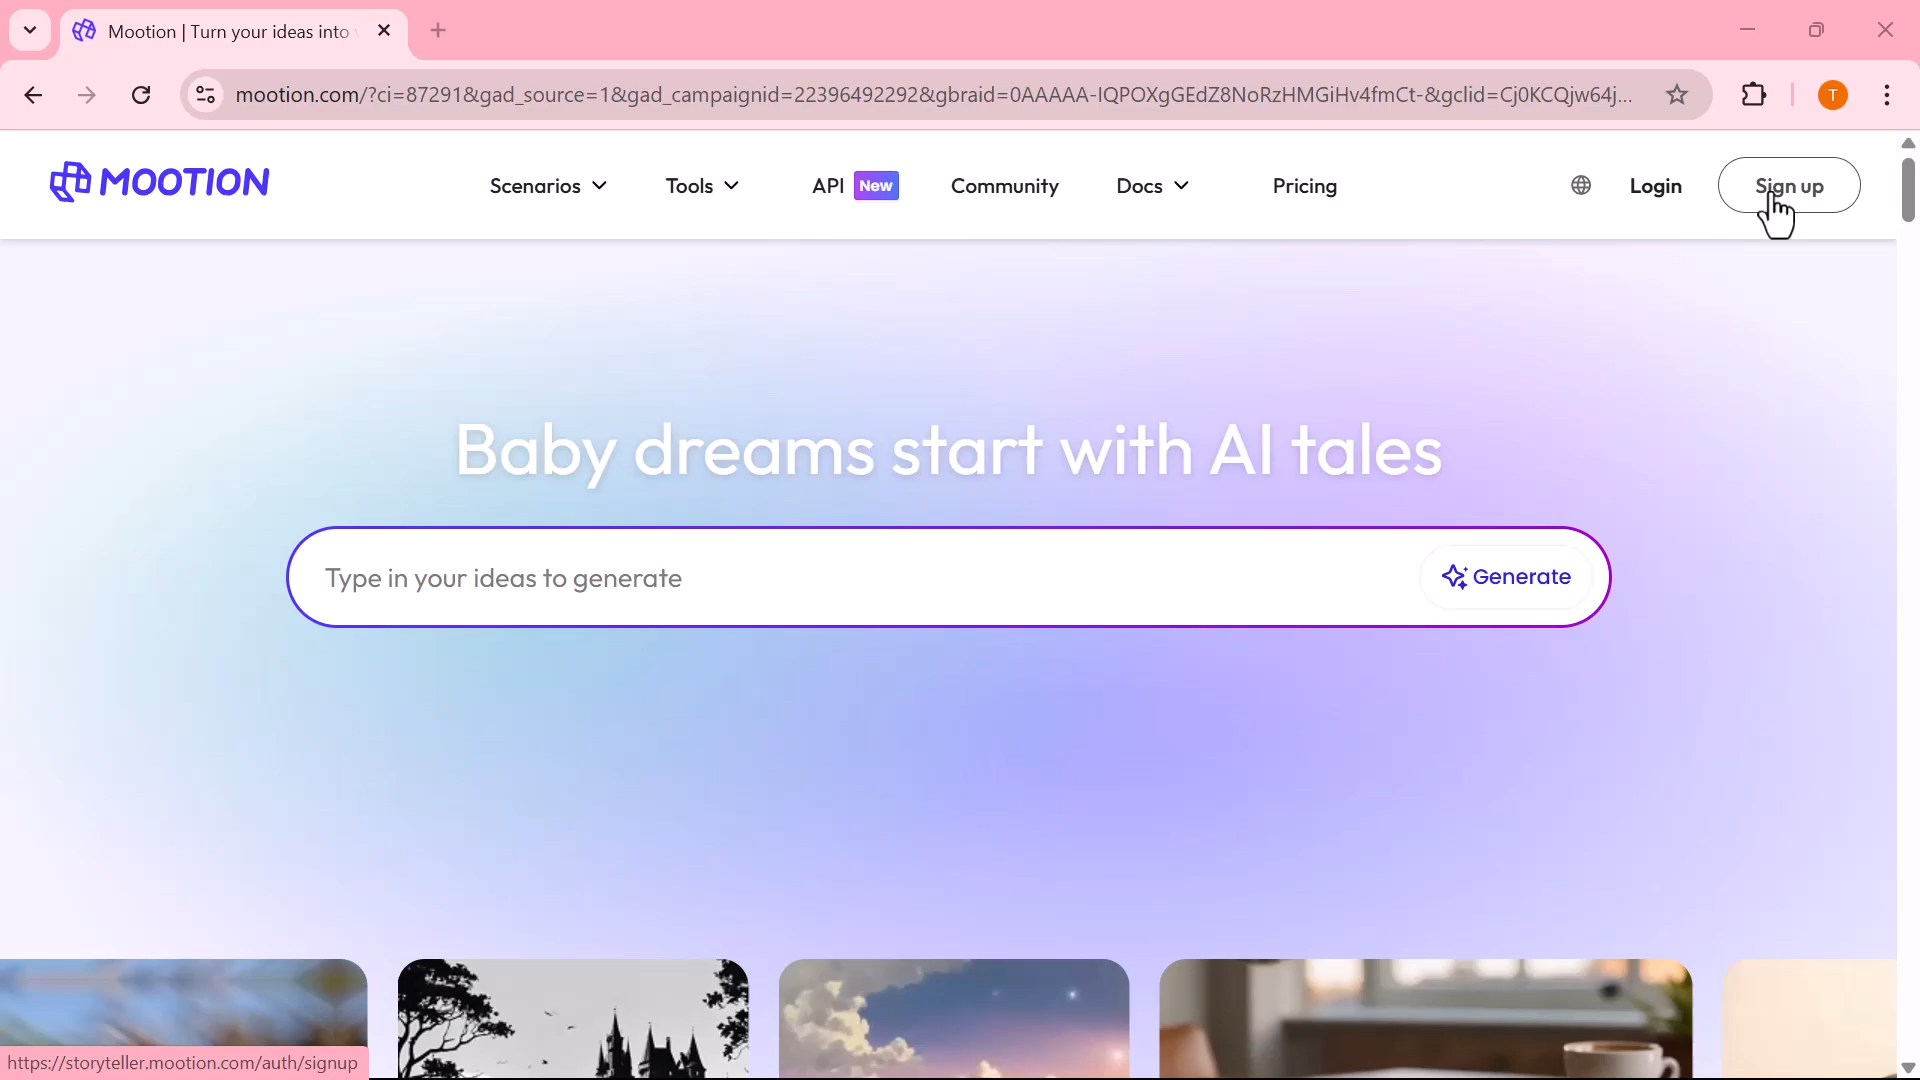 Mootion | Turn your ideas into
mootion.com/?ci=87291&gad_source=1&gad_campaignid=22396492292&gbraid=0AAAAA-IQPOXgGEdZ8NoRzHMGiHv4fmCt-&gclid=Cj0KCQjw64j...
T
MOOTION
Scenarios
Tools
API New
Community
Docs
Pricing
Login
Sign up
Baby dreams start with AI tales
Type in your ideas to generate
Generate
https://storyteller.mootion.com/auth/signup